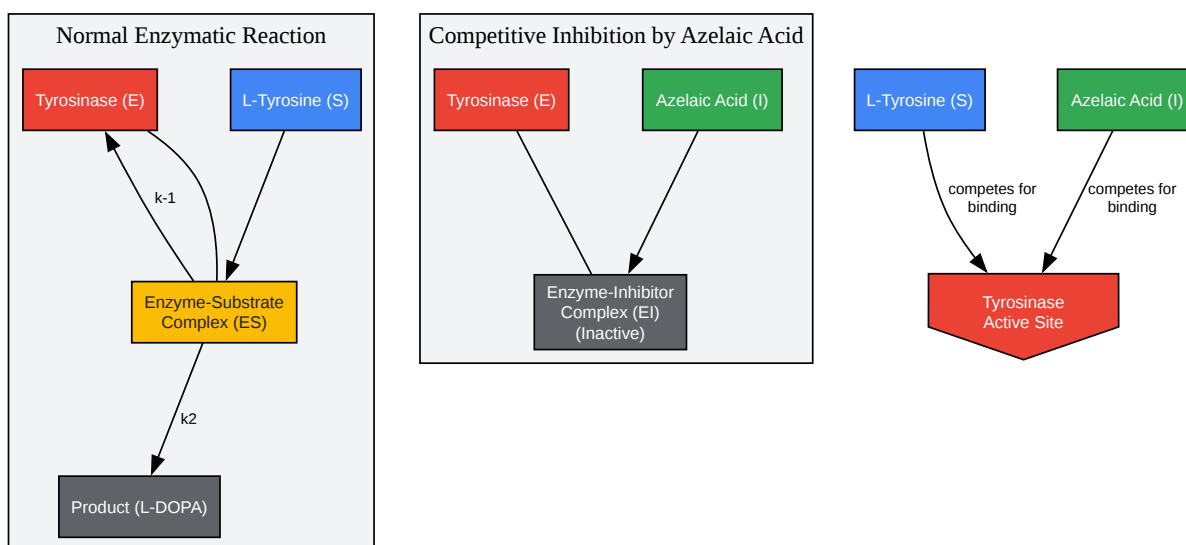 Normal Enzymatic Reaction
Tyrosinase (E)
L-Tyrosine (S)
k-1
Enzyme-Substrate
Complex (ES)
k2
Product (L-DOPA)
Competitive Inhibition by Azelaic Acid
Tyrosinase (E)
Azelaic Acid (I)
Enzyme-Inhibitor
Complex (EI)
(Inactive)
L-Tyrosine (S)
Azelaic Acid (I)
competes for
binding
competes for
binding
Tyrosinase
Active Site